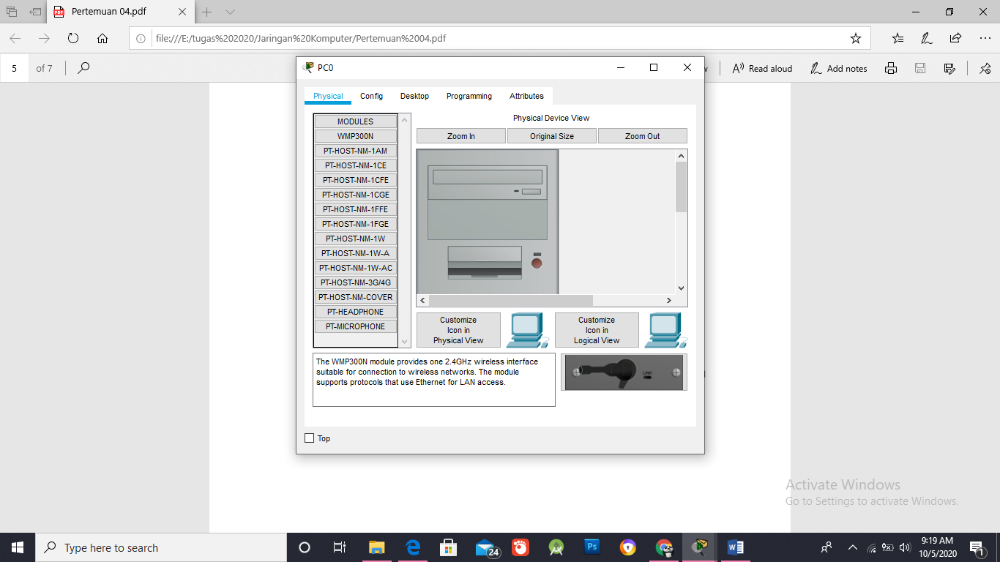 Pertemuan 04.pdf
file:///E:/tugas%202020/Jaringan%20Komputer/Pertemuan%2004.pdf
5 of 7
Read aloud
Add notes
PC0
Physical Config Desktop Programming Attributes
MODULES
WMP300N
PT-HOST-NM-1AM
PT-HOST-NM-1CE
PT-HOST-NM-1CFE
PT-HOST-NM-1CGE
PT-HOST-NM-1FFE
PT-HOST-NM-1FGE
PT-HOST-NM-1W
PT-HOST-NM-1W-A
PT-HOST-NM-1W-AC
PT-HOST-NM-3G/4G
PT-HOST-NM-COVER
PT-HEADPHONE
PT-MICROPHONE
Physical Device View
Zoom In Original Size Zoom Out
Customize
Icon in
Physical View
Customize
Icon in
Logical View
The WMP300N module provides one 2.4GHz wireless interface
suitable for connection to wireless networks. The module
supports protocols that use Ethernet for LAN access.
LINK
Top
Activate Windows
Go to Settings to activate Windows.
Type here to search
24
Ps
9:19 AM
10/5/2020
1